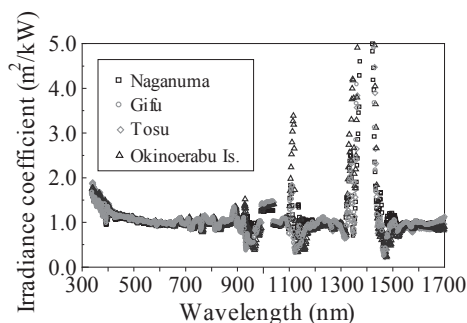 Irradiance coefficient (m²/kW)
5.0
4.0
3.0
2.0
1.0
0.0
Naganuma
Gifu
Tosu
Okinoerabu Is.
300 500 700 900 1100 1300 1500 1700
Wavelength (nm)